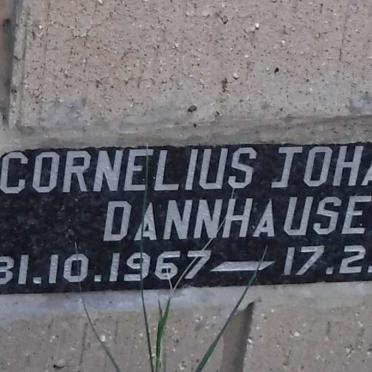 CORNELIUS JOHA
DANNHAUSE
31.10.1967—17.2.